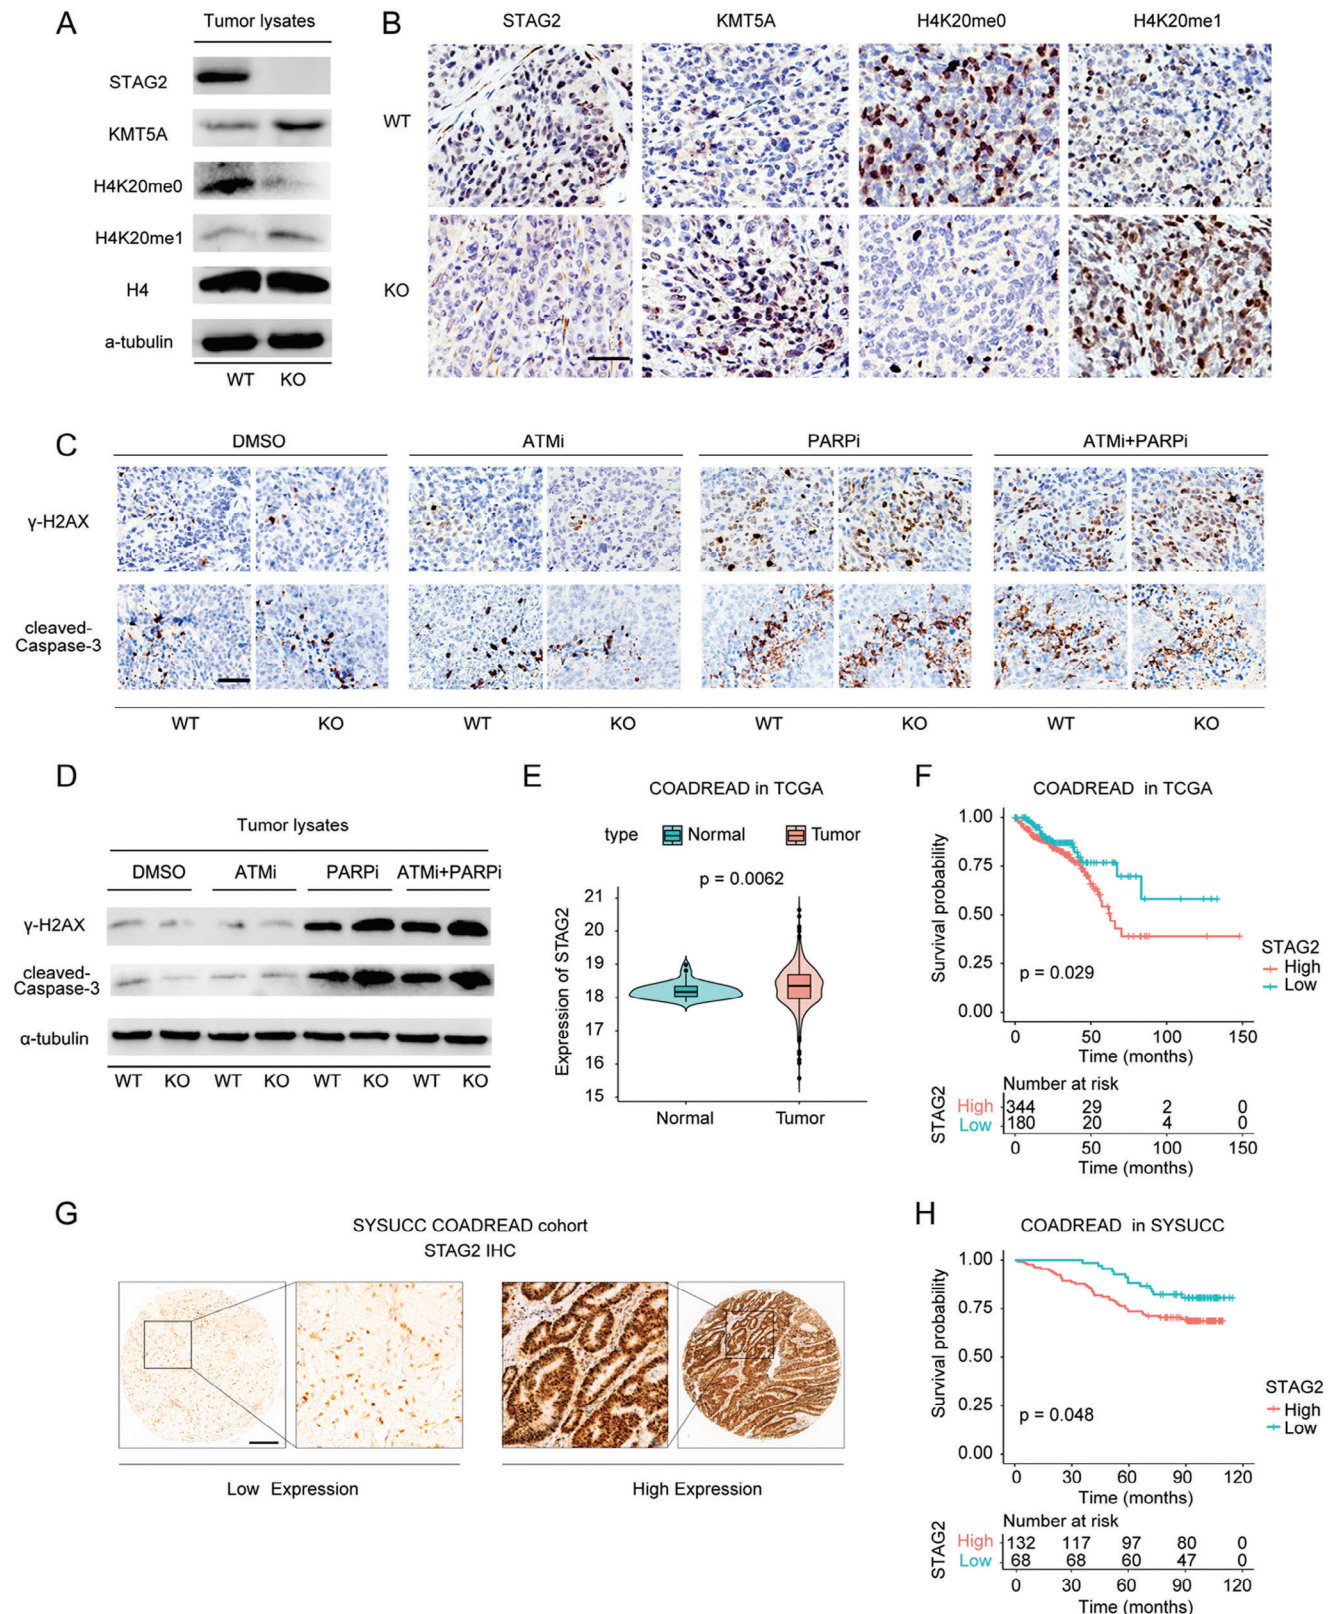 A
Tumor lysates
STAG2
KMT5A
H4K20me0
H4K20me1
H4
a-tubulin
WT KO
B
STAG2 KMT5A H4K20me0 H4K20me1
WT
KO
C
DMSO ATMi PARPi ATMi+PARPi
γ-H2AX
cleaved-
Caspase-3
WT KO WT KO WT KO WT KO
D
Tumor lysates
DMSO ATMi PARPi ATMi+PARPi
γ-H2AX
cleaved-
Caspase-3
α-tubulin
WT KO WT KO WT KO WT KO
E
COADREAD in TCGA
type Normal Tumor
p = 0.0062
Expression of STAG2
21
20
19
18
17
16
15
Normal Tumor
F
COADREAD in TCGA
Survival probability
1.00
0.75
0.50
0.25
0.00
p = 0.029
STAG2
High
Low
0 50 100 150
Time (months)
Number at risk
STAG2
High 344 29 2 0
Low 180 20 4 0
0 50 100 150
Time (months)
G
SYSUCC COADREAD cohort
STAG2 IHC
Low Expression
High Expression
H
COADREAD in SYSUCC
Survival probability
1.00
0.75
0.50
0.25
0.00
p = 0.048
STAG2
High
Low
0 30 60 90 120
Time (months)
Number at risk
STAG2
High 132 117 97 80 0
Low 68 68 60 47 0
0 30 60 90 120
Time (months)